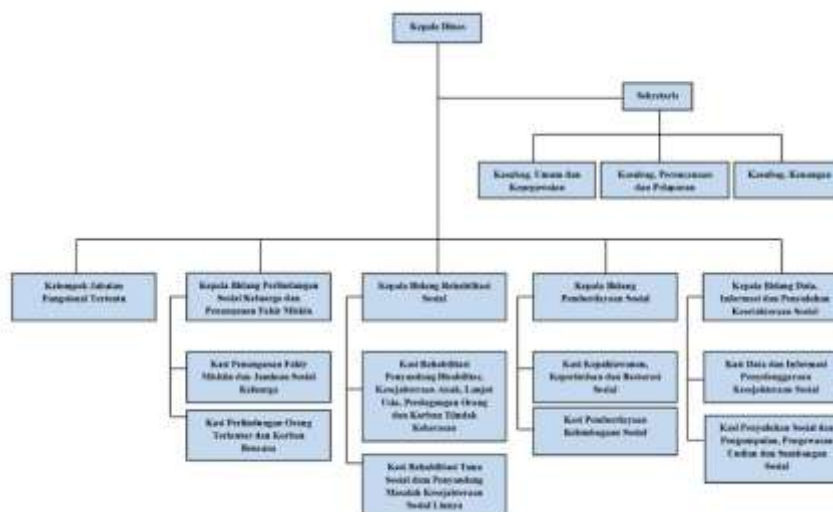 Kepala Dinas
Sekretaris
Kasubag. Umum dan
Kepegawaian
Kasubag. Perencanaan
dan Pelaporan
Kasubag. Keuangan
Kelompok Jabatan
Fungsional Tertentu
Kepala Bidang Perlindungan
Sosial Keluarga dan
Penanganan Fakir Miskin
Kepala Bidang Rehabilitasi
Sosial
Kepala Bidang
Pemberdayaan Sosial
Kepala Bidang Data,
Informasi dan Penyuluhan
Kesejahteraan Sosial
Kasi Penanganan Fakir
Miskin dan Jaminan Sosial
Keluarga
Kasi Rehabilitasi
Penyandang Disabilitas,
Kesejahteraan Anak, Lanjut
Usia, Perdagangan Orang
dan Korban Tindak
Kekerasan
Kasi Kepahlawanan,
Keperintisan dan Restorasi
Sosial
Kasi Data dan Informasi
Penyelenggaraan
Kesejahteraan Sosial
Kasi Perlindungan Orang
Terlantar dan Korban
Bencana
Kasi Pemberdayaan
Kelembagaan Sosial
Kasi Penyuluhan Sosial dan
Pengumpulan, Pengawasan
Undian dan Sumbangan
Sosial
Kasi Rehabilitasi Tuna
Sosial dan Penyandang
Masalah Kesejahteraan
Sosial